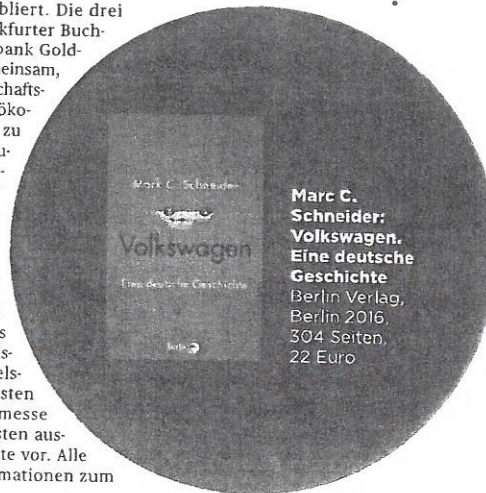 bliert. Die drei
kfurter Buch-
bank Gold-
einsam,
chafts-
öko-
zu
u-
-
s
s-
els-
sten
messe
sten aus-
te vor. Alle
mationen zum
Mark C. Schneider
Volkswagen
Eine deutsche Geschichte
Berlin
Marc C.
Schneider:
Volkswagen.
Eine deutsche
Geschichte
Berlin Verlag,
Berlin 2016,
304 Seiten,
22 Euro